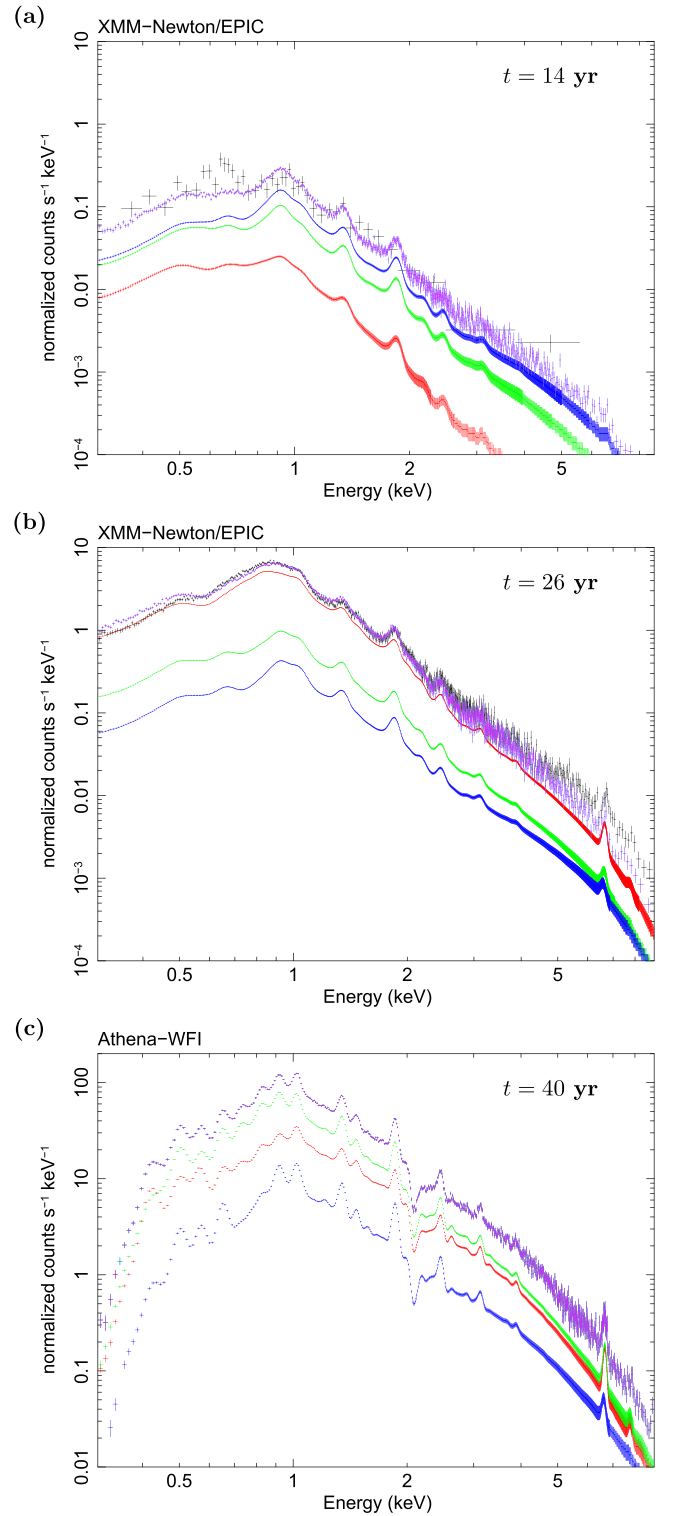 (a)
XMM−Newton/EPIC
t = 14 yr
normalized counts s⁻¹ keV⁻¹
10
1
0.1
0.01
10⁻³
10⁻⁴
0.5 1 2 5
Energy (keV)
(b)
XMM−Newton/EPIC
t = 26 yr
normalized counts s⁻¹ keV⁻¹
10
1
0.1
0.01
10⁻³
10⁻⁴
0.5 1 2 5
Energy (keV)
(c)
Athena−WFI
t = 40 yr
normalized counts s⁻¹ keV⁻¹
100
10
1
0.1
0.01
0.5 1 2 5
Energy (keV)